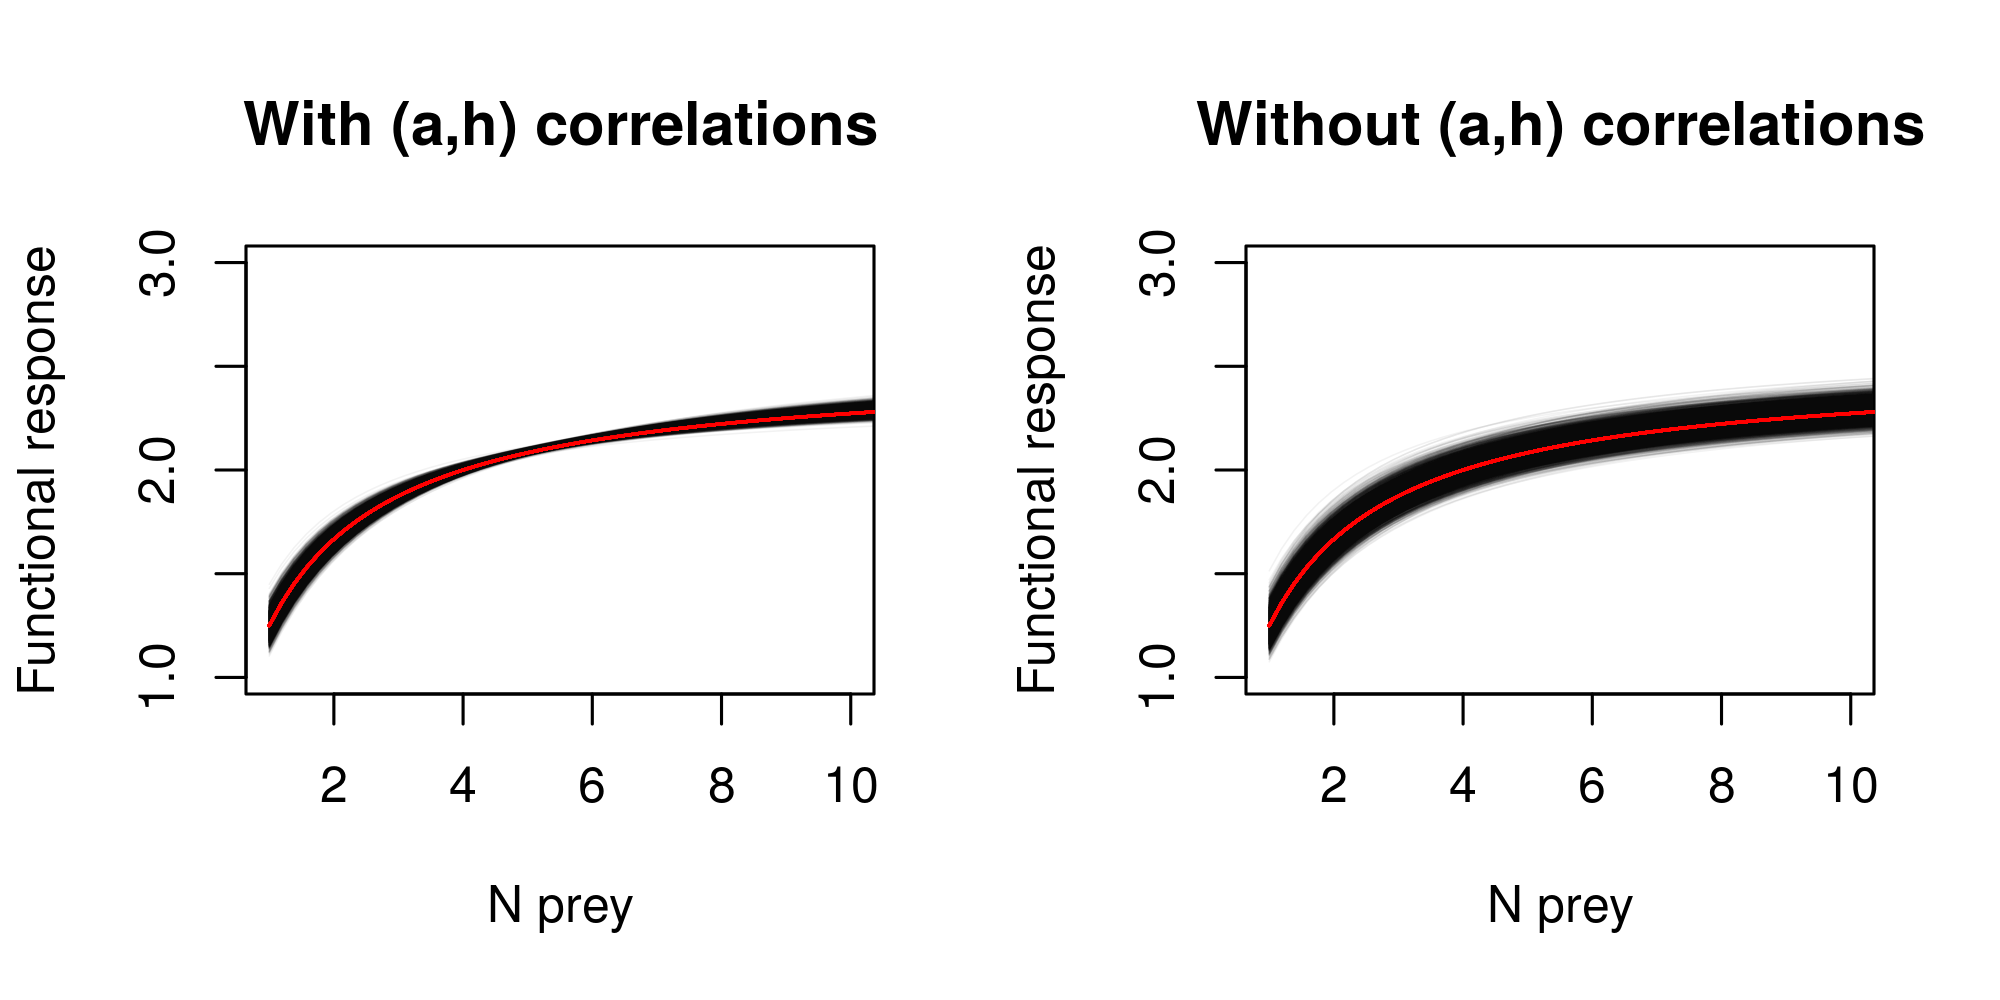 With (a,h) correlations
Functional response
3.0
2.0
1.0
2 4 6 8 10
N prey
Without (a,h) correlations
Functional response
3.0
2.0
1.0
2 4 6 8 10
N prey